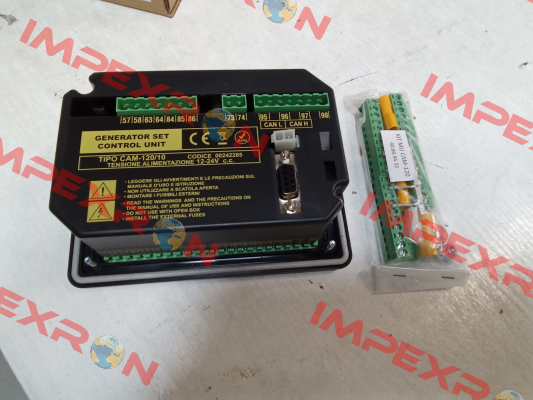 57 58 63 64 84 85 86
73 74
95 96 97 98
CAN L CAN H
GENERATOR SET
CONTROL UNIT
CE
TIPO CAM-120/10 CODICE 00242285
TENSIONE ALIMENTAZIONE 12-24V c.c.
• LEGGERE GLI AVVERTIMENTI E LE PRECAUZIONI SUL
MANUALE D'USO E ISTRUZIONE
• NON UTILIZZARE A SCATOLA APERTA
• MONTARE I FUSIBILI ESTERNI
• READ THE WARNINGS AND THE PRECAUTIONS ON
THE MANUAL OF USE AND INSTRUCTIONS
• DO NOT USE WITH OPEN BOX
• INSTALL THE EXTERNAL FUSES
CAM-120
IMPEXRON
IMPEXRON
IMPEXRON
IMPEXRON
IMPEXRON